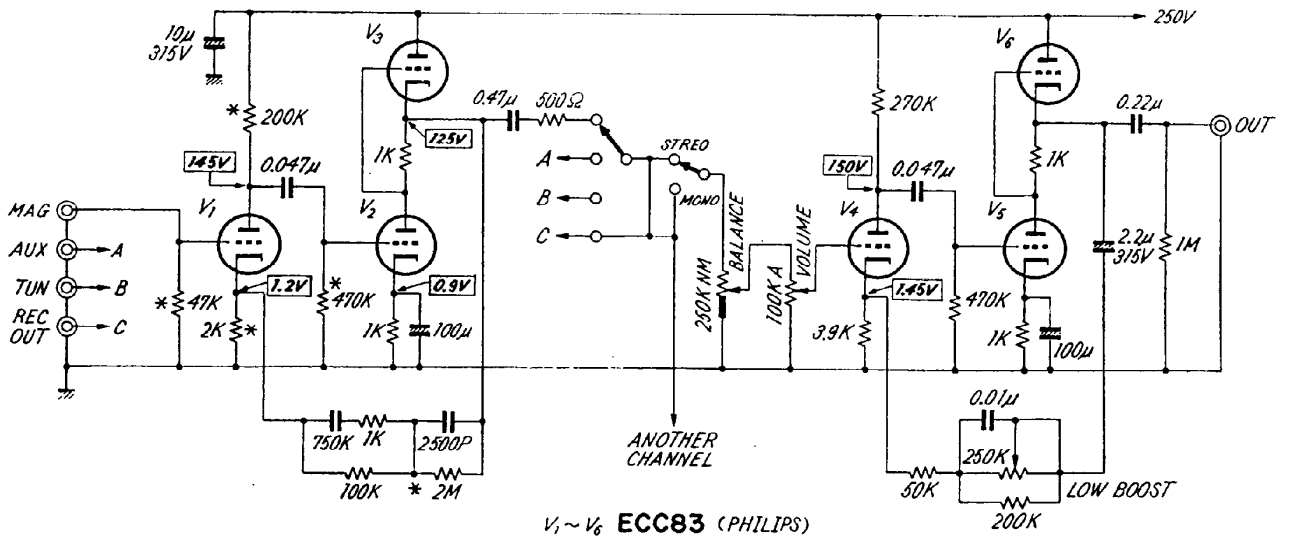 10μ
315V
V3
250V
V6
* 200K
0.47μ
500Ω
270K
0.22μ
OUT
125V
1K
145V
0.047μ
STREO
A
B
C
MONO
150V
0.047μ
1K
V1
V2
V4
V5
MAG
AUX
A
TUN
B
REC
OUT
C
BALANCE
VOLUME
2.2μ
315V
1M
1.2V
0.9V
1.45V
* 47K
2K *
* 470K
1K
100μ
250K NM
100K A
3.9K
470K
1K
100μ
750K
1K
2500P
100K
*
2M
ANOTHER
CHANNEL
0.01μ
250K
50K
LOW BOOST
200K
V1~V6 ECC83 (PHILIPS)